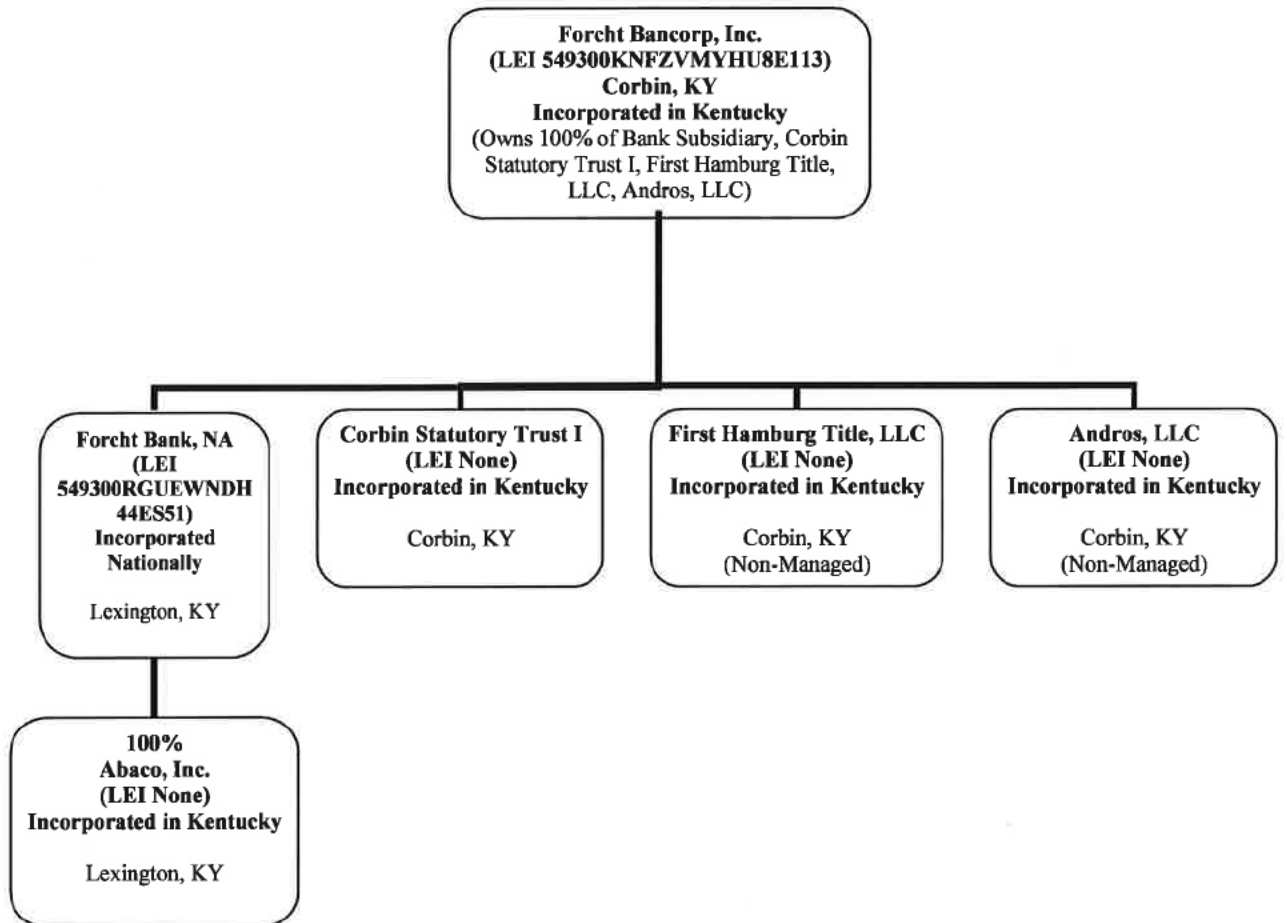 Forcht Bancorp, Inc.
(LEI 549300KNFZVMYHU8E113)
Corbin, KY
Incorporated in Kentucky
(Owns 100% of Bank Subsidiary, Corbin
Statutory Trust I, First Hamburg Title,
LLC, Andros, LLC)
Forcht Bank, NA
(LEI
549300RGUEWNDH
44ES51)
Incorporated
Nationally
Lexington, KY
Corbin Statutory Trust I
(LEI None)
Incorporated in Kentucky
Corbin, KY
First Hamburg Title, LLC
(LEI None)
Incorporated in Kentucky
Corbin, KY
(Non-Managed)
Andros, LLC
(LEI None)
Incorporated in Kentucky
Corbin, KY
(Non-Managed)
100%
Abaco, Inc.
(LEI None)
Incorporated in Kentucky
Lexington, KY